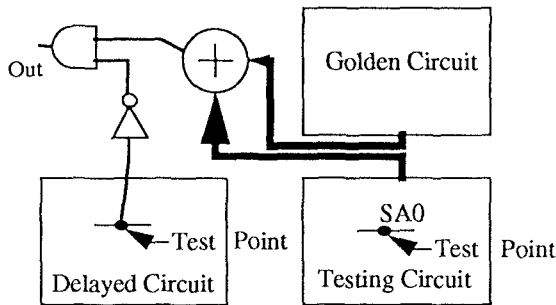 Out
Golden Circuit
SA0
Test Point
Delayed Circuit
Test Point
Testing Circuit